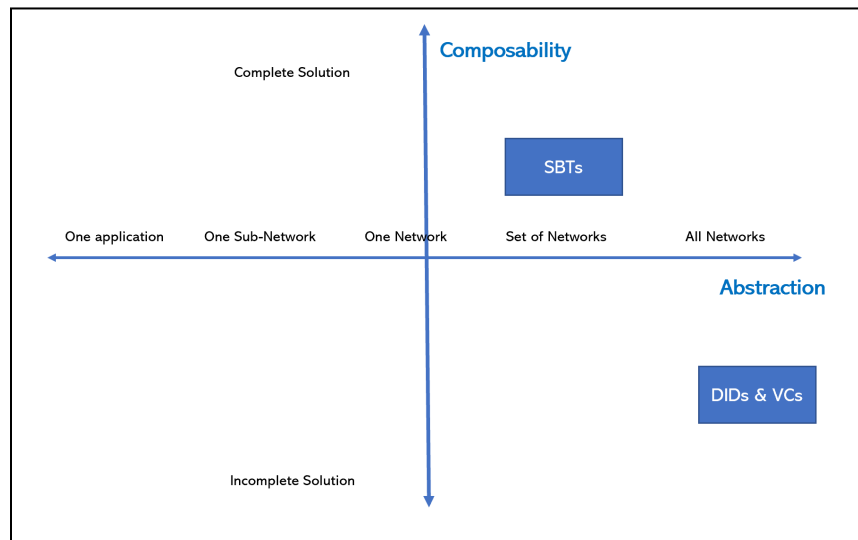 Composability
Complete Solution
SBTs
One application
One Sub-Network
One Network
Set of Networks
All Networks
Abstraction
DIDs & VCs
Incomplete Solution